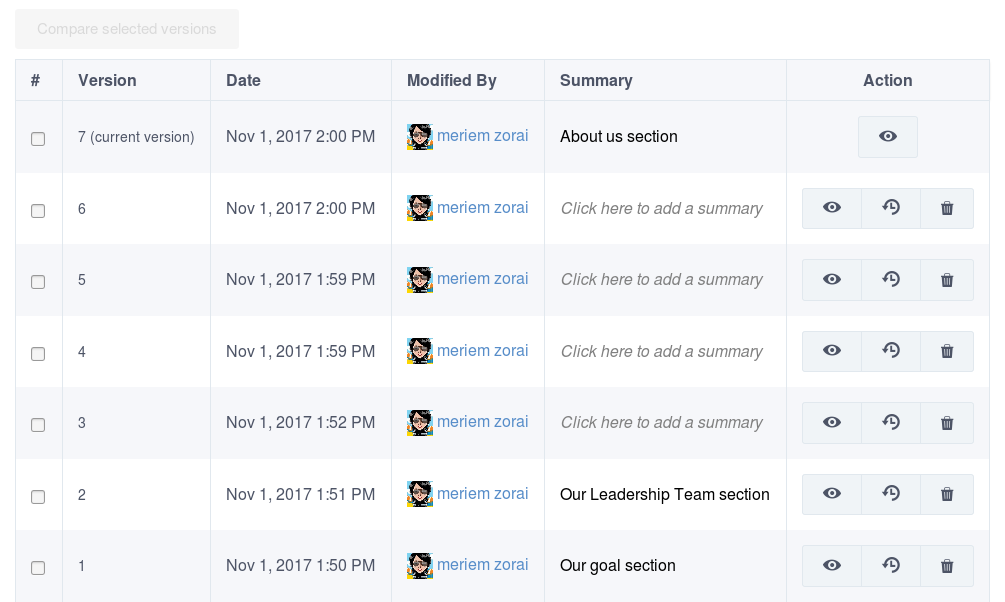 Compare selected versions
# Version Date Modified By Summary Action
7 (current version) Nov 1, 2017 2:00 PM meriem zorai About us section
6 Nov 1, 2017 2:00 PM meriem zorai Click here to add a summary
5 Nov 1, 2017 1:59 PM meriem zorai Click here to add a summary
4 Nov 1, 2017 1:59 PM meriem zorai Click here to add a summary
3 Nov 1, 2017 1:52 PM meriem zorai Click here to add a summary
2 Nov 1, 2017 1:51 PM meriem zorai Our Leadership Team section
1 Nov 1, 2017 1:50 PM meriem zorai Our goal section